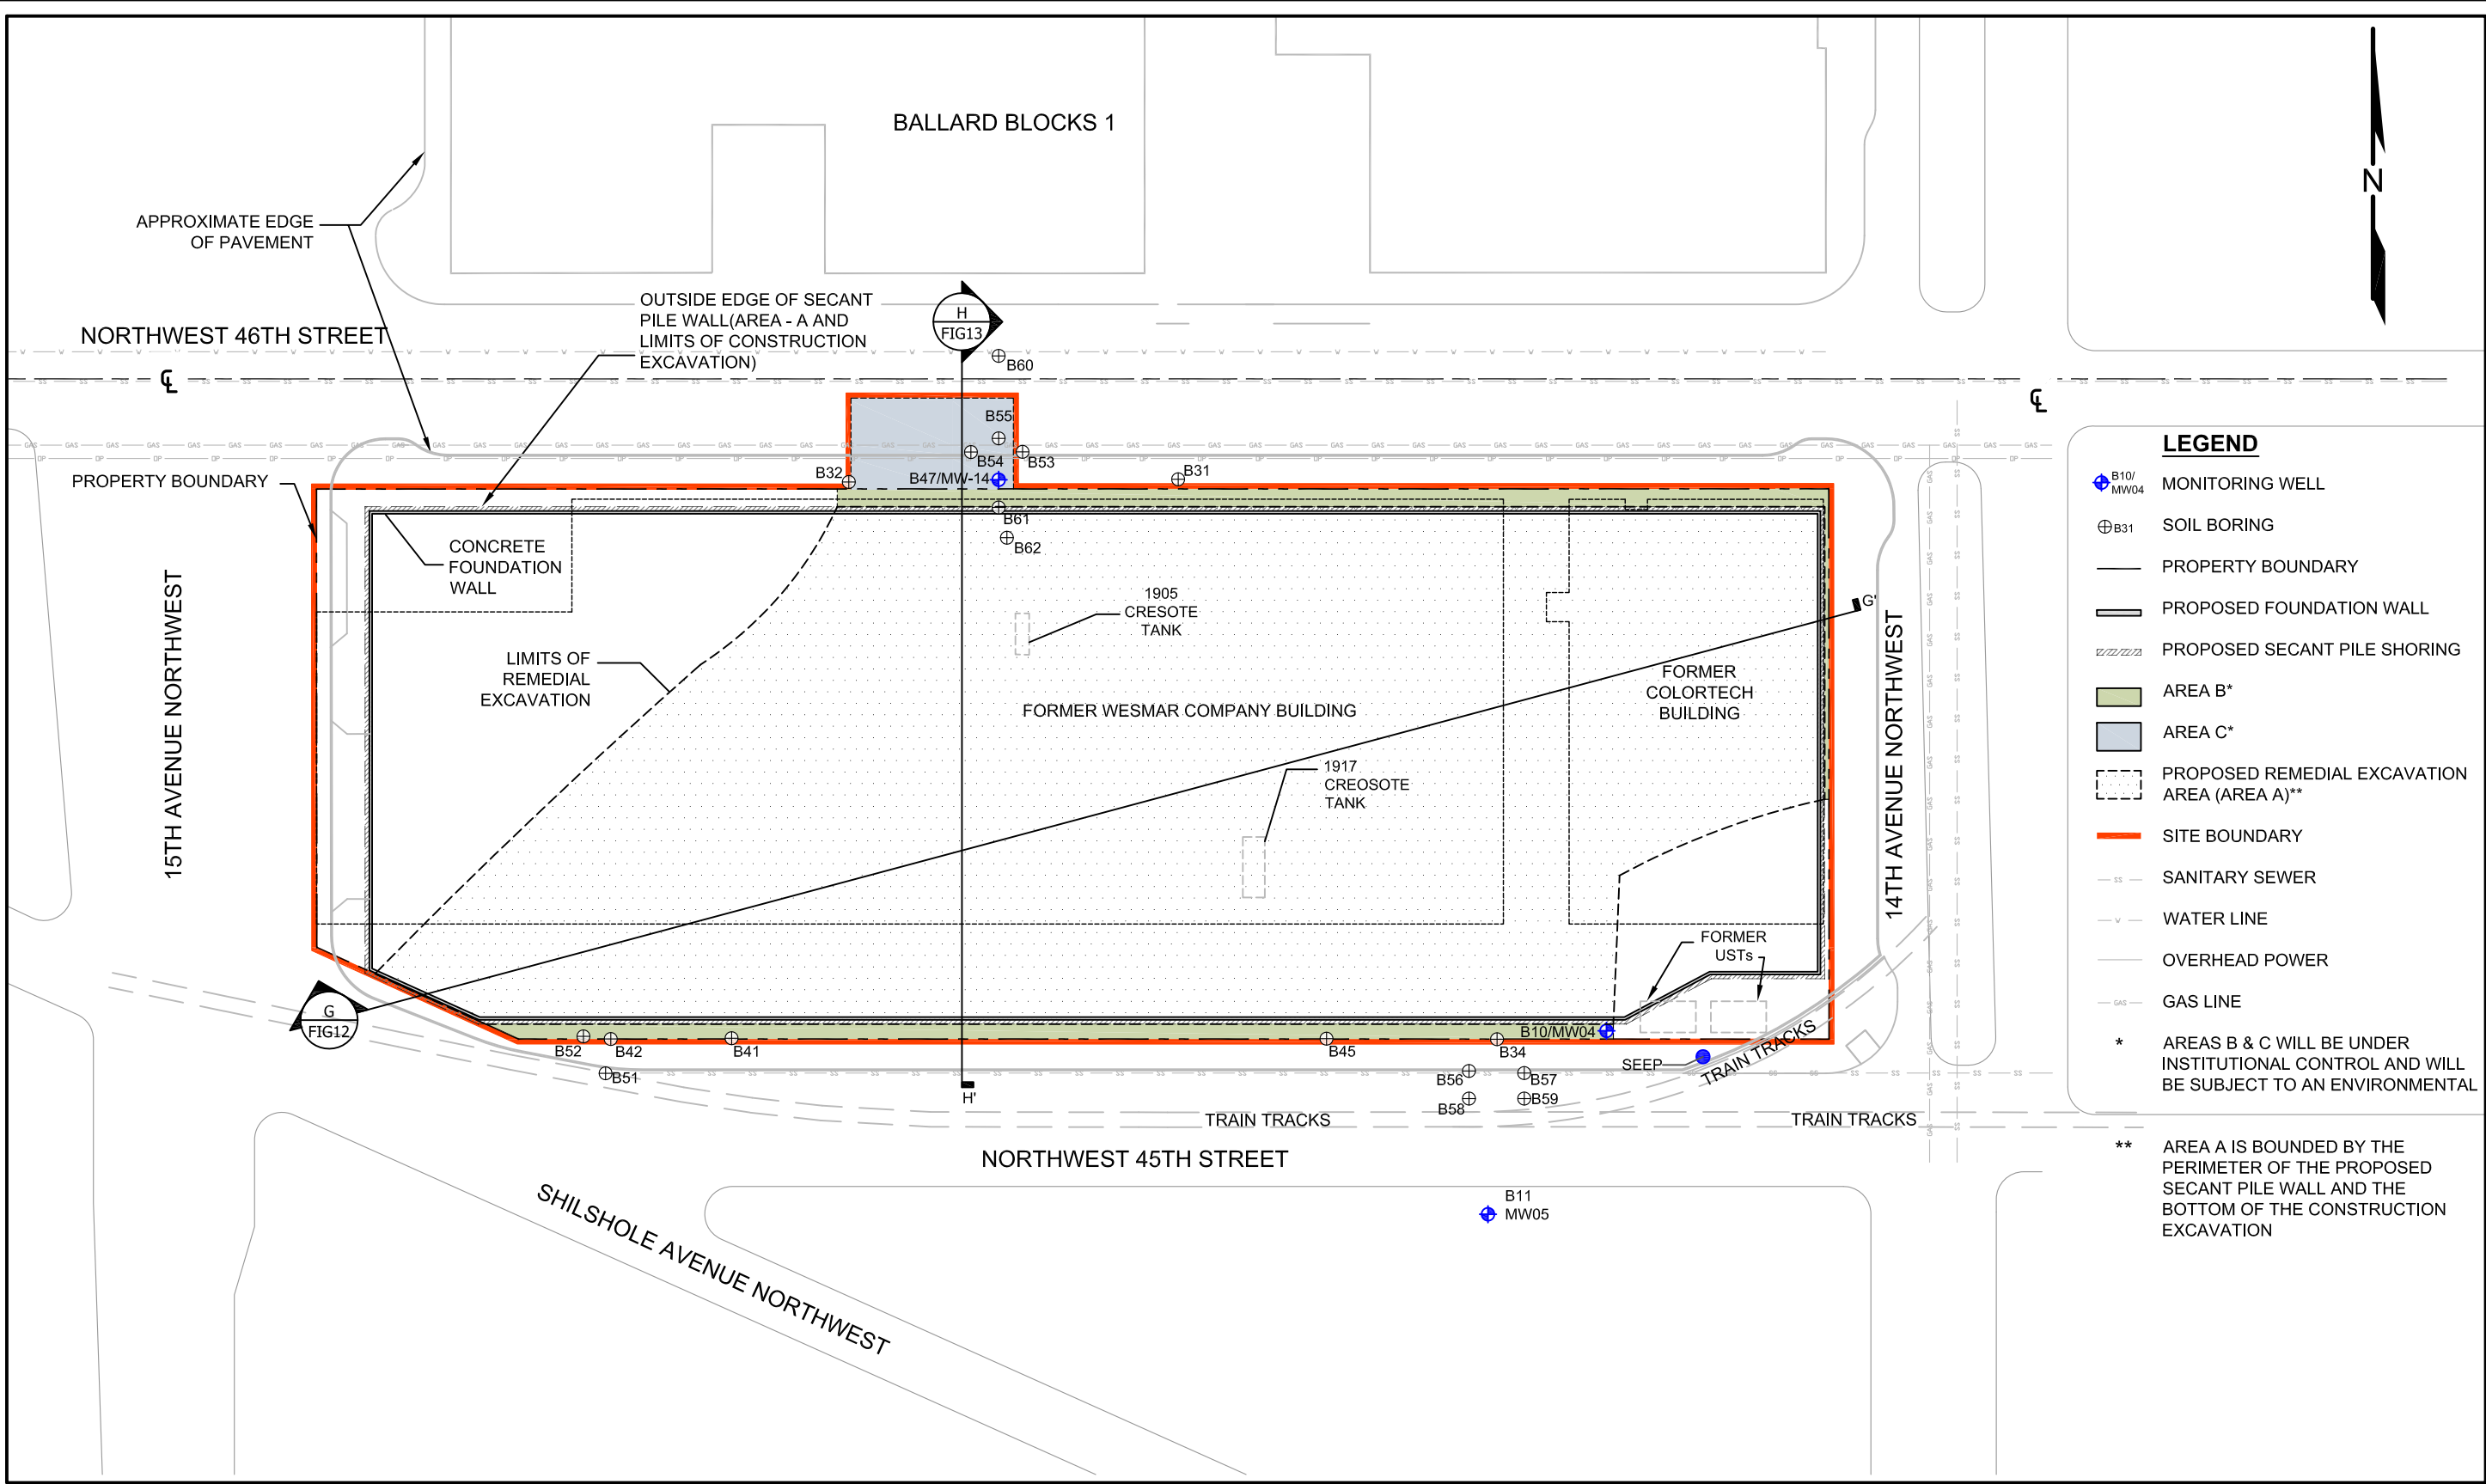 BALLARD BLOCKS 1
N
APPROXIMATE EDGE
OF PAVEMENT
OUTSIDE EDGE OF SECANT
PILE WALL(AREA - A AND
LIMITS OF CONSTRUCTION
EXCAVATION)
H
FIG13
NORTHWEST 46TH STREET
B60
B55
B54
B53
B32
B47/MW-14
B31
B61
B62
PROPERTY BOUNDARY
CONCRETE
FOUNDATION
WALL
1905
CRESOTE
TANK
G'
LIMITS OF
REMEDIAL
EXCAVATION
FORMER
COLORTECH
BUILDING
FORMER WESMAR COMPANY BUILDING
15TH AVENUE NORTHWEST
14TH AVENUE NORTHWEST
1917
CREOSOTE
TANK
FORMER
USTs
G
FIG12
B52
B42
B41
B45
B34
B10/MW04
B51
H'
B56
B57
B58
B59
SEEP
TRAIN TRACKS
TRAIN TRACKS
TRAIN TRACKS
NORTHWEST 45TH STREET
SHILSHOLE AVENUE NORTHWEST
B11
MW05
LEGEND
B10/
MW04
MONITORING WELL
B31
SOIL BORING
PROPERTY BOUNDARY
PROPOSED FOUNDATION WALL
PROPOSED SECANT PILE SHORING
AREA B*
AREA C*
PROPOSED REMEDIAL EXCAVATION
AREA (AREA A)**
SITE BOUNDARY
SS
SANITARY SEWER
WATER LINE
OVERHEAD POWER
GAS
GAS LINE
* AREAS B & C WILL BE UNDER
INSTITUTIONAL CONTROL AND WILL
BE SUBJECT TO AN ENVIRONMENTAL
** AREA A IS BOUNDED BY THE
PERIMETER OF THE PROPOSED
SECANT PILE WALL AND THE
BOTTOM OF THE CONSTRUCTION
EXCAVATION